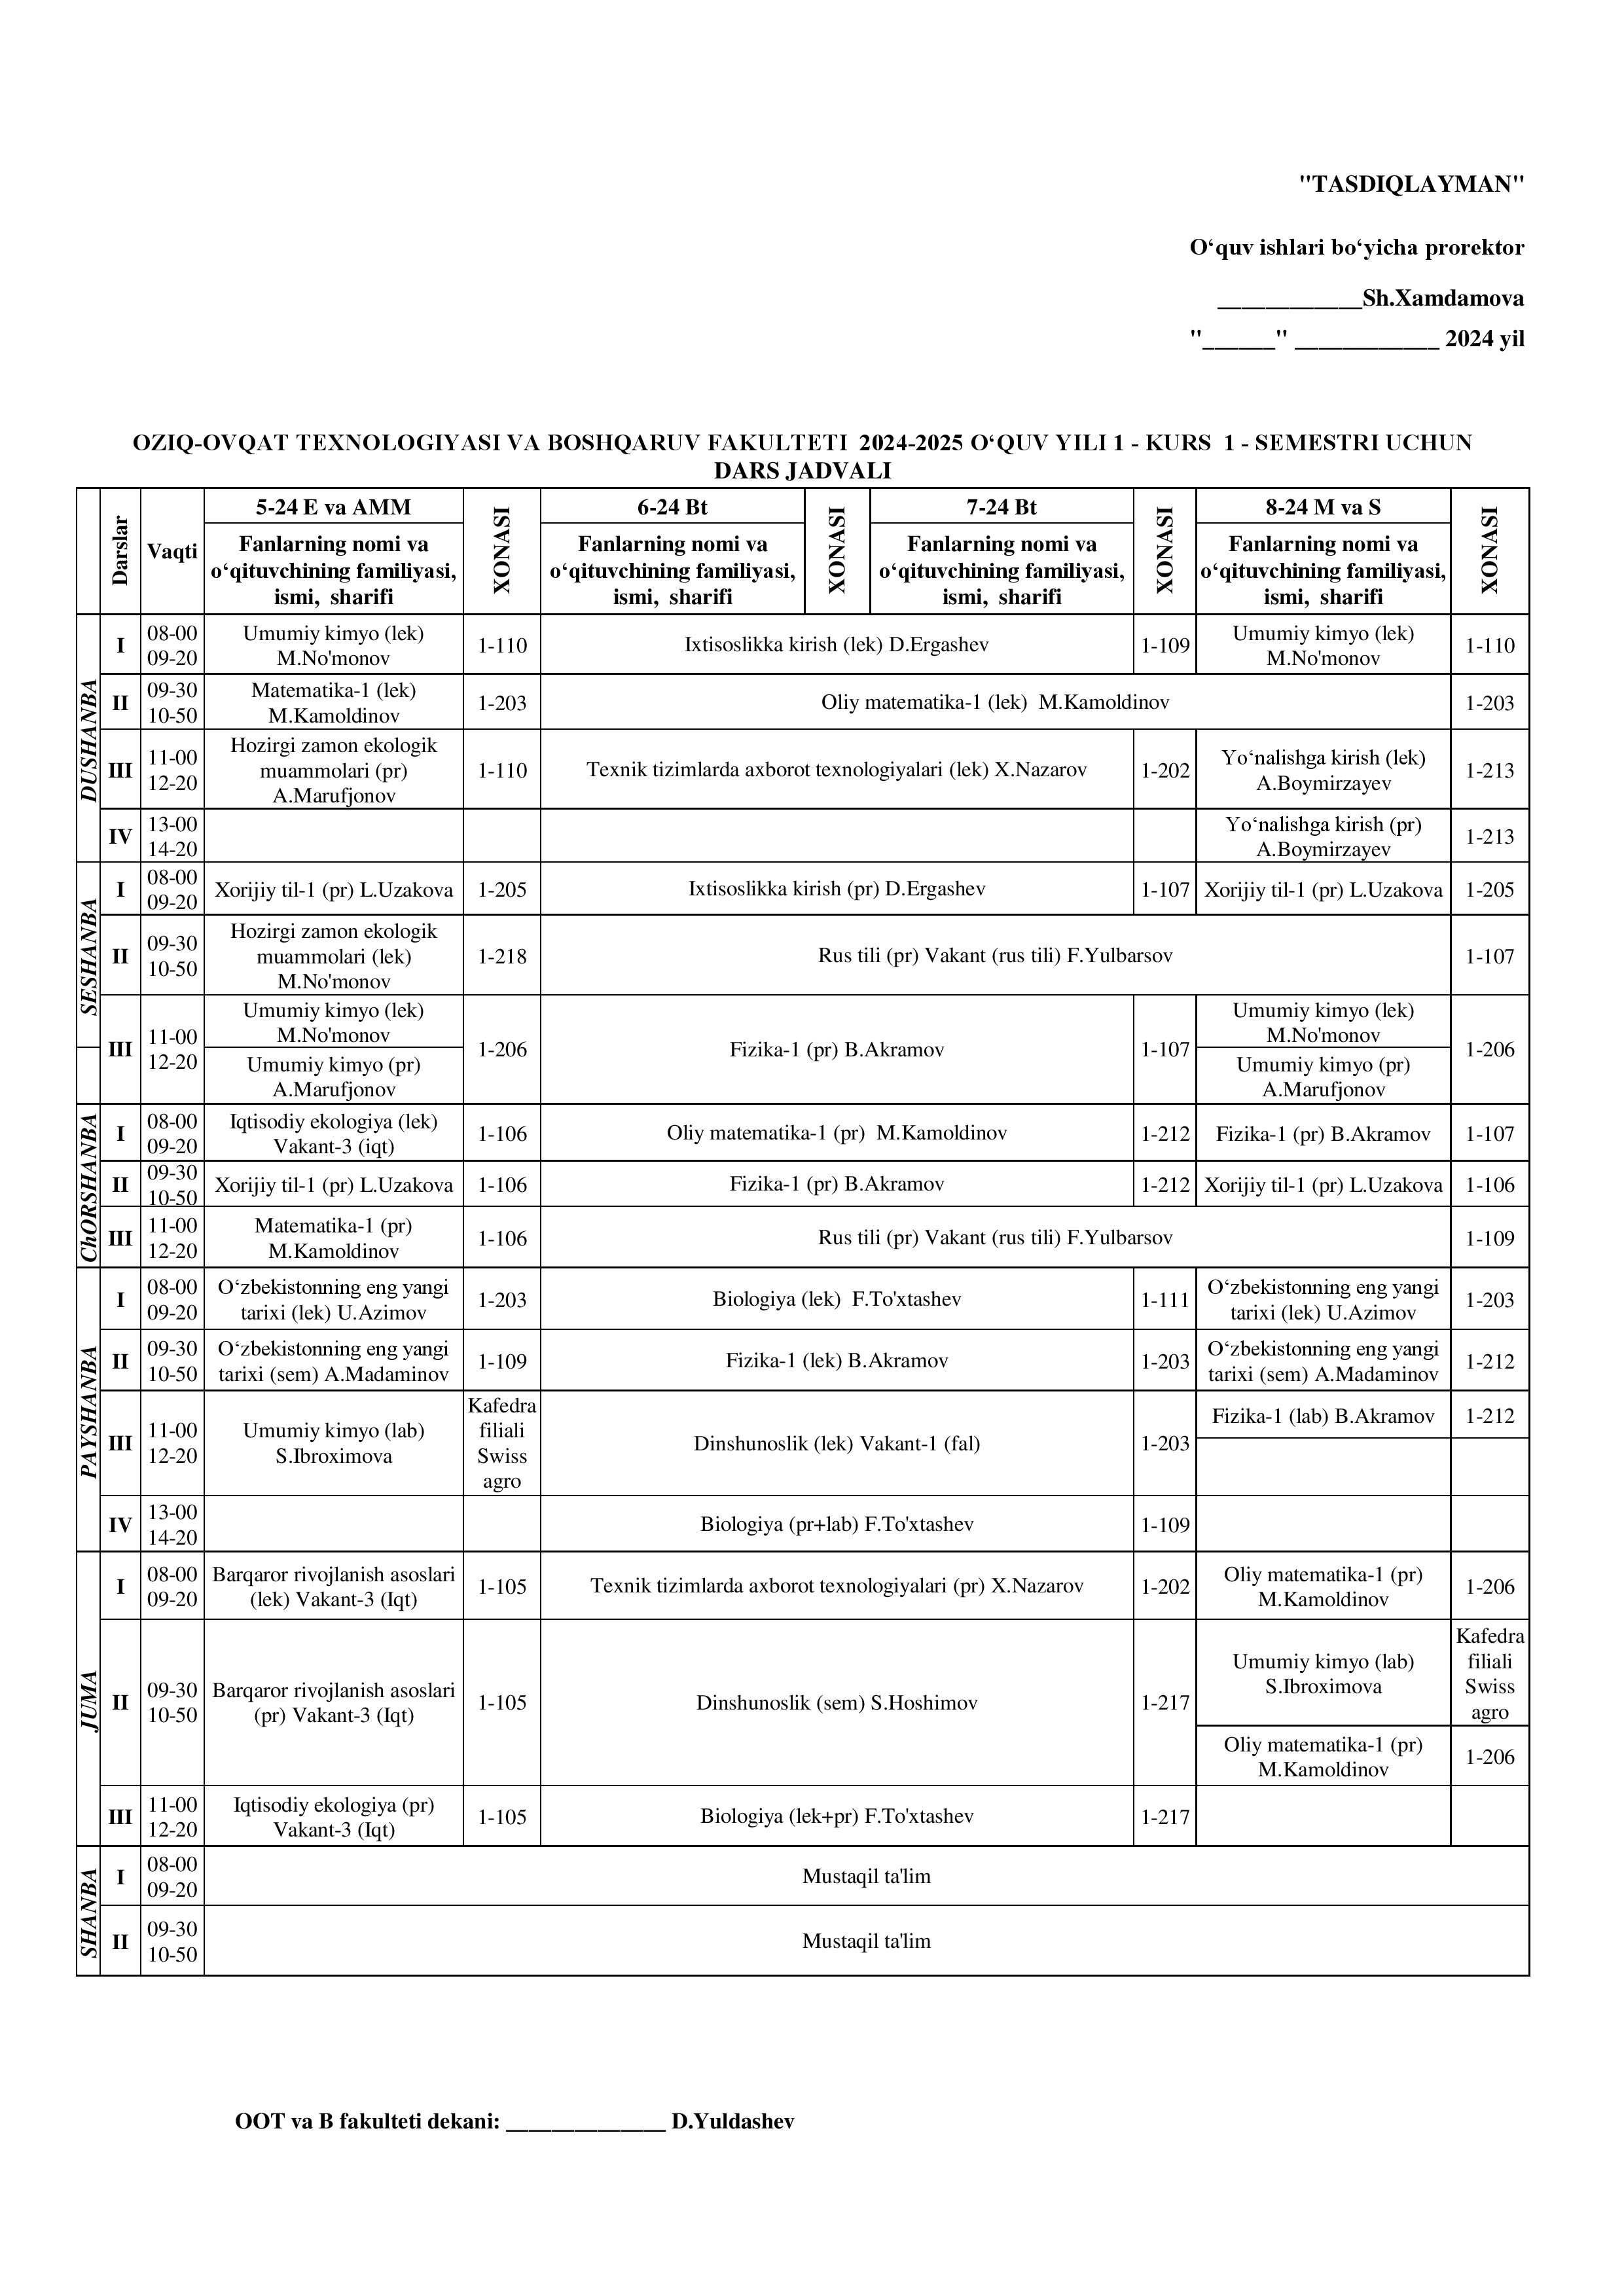 "TASDIQLAYMAN"
O‘quv ishlari bo‘yicha prorektor
____________Sh.Xamdamova
"______" ____________ 2024 yil
OZIQ-OVQAT TEXNOLOGIYASI VA BOSHQARUV FAKULTETI 2024-2025 O‘QUV YILI 1 - KURS 1 - SEMESTRI UCHUN
DARS JADVALI
Darslar
Vaqti
5-24 E va AMM
XONASI
6-24 Bt
XONASI
7-24 Bt
XONASI
8-24 M va S
XONASI
Fanlarning nomi va
o‘qituvchining familiyasi,
ismi, sharifi
Fanlarning nomi va
o‘qituvchining familiyasi,
ismi, sharifi
Fanlarning nomi va
o‘qituvchining familiyasi,
ismi, sharifi
Fanlarning nomi va
o‘qituvchining familiyasi,
ismi, sharifi
DUSHANBA
I
08-00
09-20
Umumiy kimyo (lek)
M.No'monov
1-110
Ixtisoslikka kirish (lek) D.Ergashev
1-109
Umumiy kimyo (lek)
M.No'monov
1-110
II
09-30
10-50
Matematika-1 (lek)
M.Kamoldinov
1-203
Oliy matematika-1 (lek) M.Kamoldinov
1-203
III
11-00
12-20
Hozirgi zamon ekologik
muammolari (pr)
A.Marufjonov
1-110
Texnik tizimlarda axborot texnologiyalari (lek) X.Nazarov
1-202
Yo‘nalishga kirish (lek)
A.Boymirzayev
1-213
IV
13-00
14-20
Yo‘nalishga kirish (pr)
A.Boymirzayev
1-213
SESHANBA
I
08-00
09-20
Xorijiy til-1 (pr) L.Uzakova
1-205
Ixtisoslikka kirish (pr) D.Ergashev
1-107
Xorijiy til-1 (pr) L.Uzakova
1-205
II
09-30
10-50
Hozirgi zamon ekologik
muammolari (lek)
M.No'monov
1-218
Rus tili (pr) Vakant (rus tili) F.Yulbarsov
1-107
III
11-00
12-20
Umumiy kimyo (lek)
M.No'monov
Umumiy kimyo (pr)
A.Marufjonov
1-206
Fizika-1 (pr) B.Akramov
1-107
Umumiy kimyo (lek)
M.No'monov
Umumiy kimyo (pr)
A.Marufjonov
1-206
ChORSHANBA
I
08-00
09-20
Iqtisodiy ekologiya (lek)
Vakant-3 (iqt)
1-106
Oliy matematika-1 (pr) M.Kamoldinov
1-212
Fizika-1 (pr) B.Akramov
1-107
II
09-30
10-50
Xorijiy til-1 (pr) L.Uzakova
1-106
Fizika-1 (pr) B.Akramov
1-212
Xorijiy til-1 (pr) L.Uzakova
1-106
III
11-00
12-20
Matematika-1 (pr)
M.Kamoldinov
1-106
Rus tili (pr) Vakant (rus tili) F.Yulbarsov
1-109
PAYSHANBA
I
08-00
09-20
O‘zbekistonning eng yangi
tarixi (lek) U.Azimov
1-203
Biologiya (lek) F.To'xtashev
1-111
O‘zbekistonning eng yangi
tarixi (lek) U.Azimov
1-203
II
09-30
10-50
O‘zbekistonning eng yangi
tarixi (sem) A.Madaminov
1-109
Fizika-1 (lek) B.Akramov
1-203
O‘zbekistonning eng yangi
tarixi (sem) A.Madaminov
1-212
III
11-00
12-20
Umumiy kimyo (lab)
S.Ibroximova
Kafedra
filiali
Swiss
agro
Dinshunoslik (lek) Vakant-1 (fal)
1-203
Fizika-1 (lab) B.Akramov
1-212
IV
13-00
14-20
Biologiya (pr+lab) F.To'xtashev
1-109
JUMA
I
08-00
09-20
Barqaror rivojlanish asoslari
(lek) Vakant-3 (Iqt)
1-105
Texnik tizimlarda axborot texnologiyalari (pr) X.Nazarov
1-202
Oliy matematika-1 (pr)
M.Kamoldinov
1-206
II
09-30
10-50
Barqaror rivojlanish asoslari
(pr) Vakant-3 (Iqt)
1-105
Dinshunoslik (sem) S.Hoshimov
1-217
Umumiy kimyo (lab)
S.Ibroximova
Kafedra
filiali
Swiss
agro
Oliy matematika-1 (pr)
M.Kamoldinov
1-206
III
11-00
12-20
Iqtisodiy ekologiya (pr)
Vakant-3 (Iqt)
1-105
Biologiya (lek+pr) F.To'xtashev
1-217
SHANBA
I
08-00
09-20
Mustaqil ta'lim
II
09-30
10-50
Mustaqil ta'lim
OOT va B fakulteti dekani: ______________ D.Yuldashev